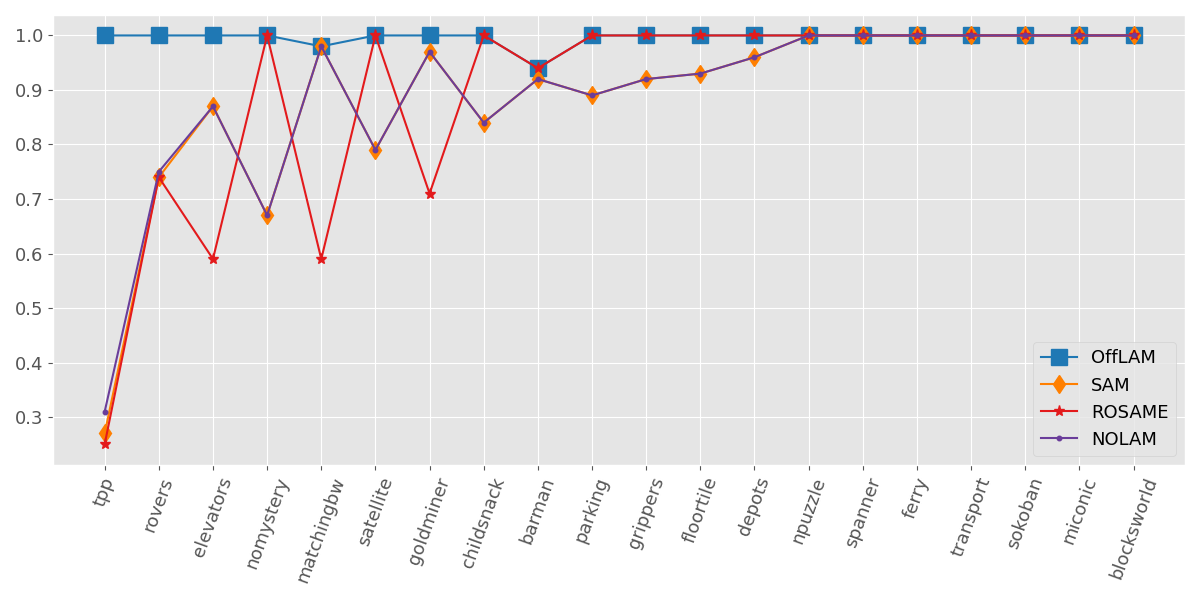 1.0
0.9
0.8
0.7
0.6
0.5
0.4
0.3
OffLAM
SAM
ROSAME
NOLAM
tpp
rovers
elevators
nomystery
matchingbw
satellite
goldminer
childsnack
barman
parking
grippers
floortile
depots
npuzzle
spanner
ferry
transport
sokoban
miconic
blocksworld